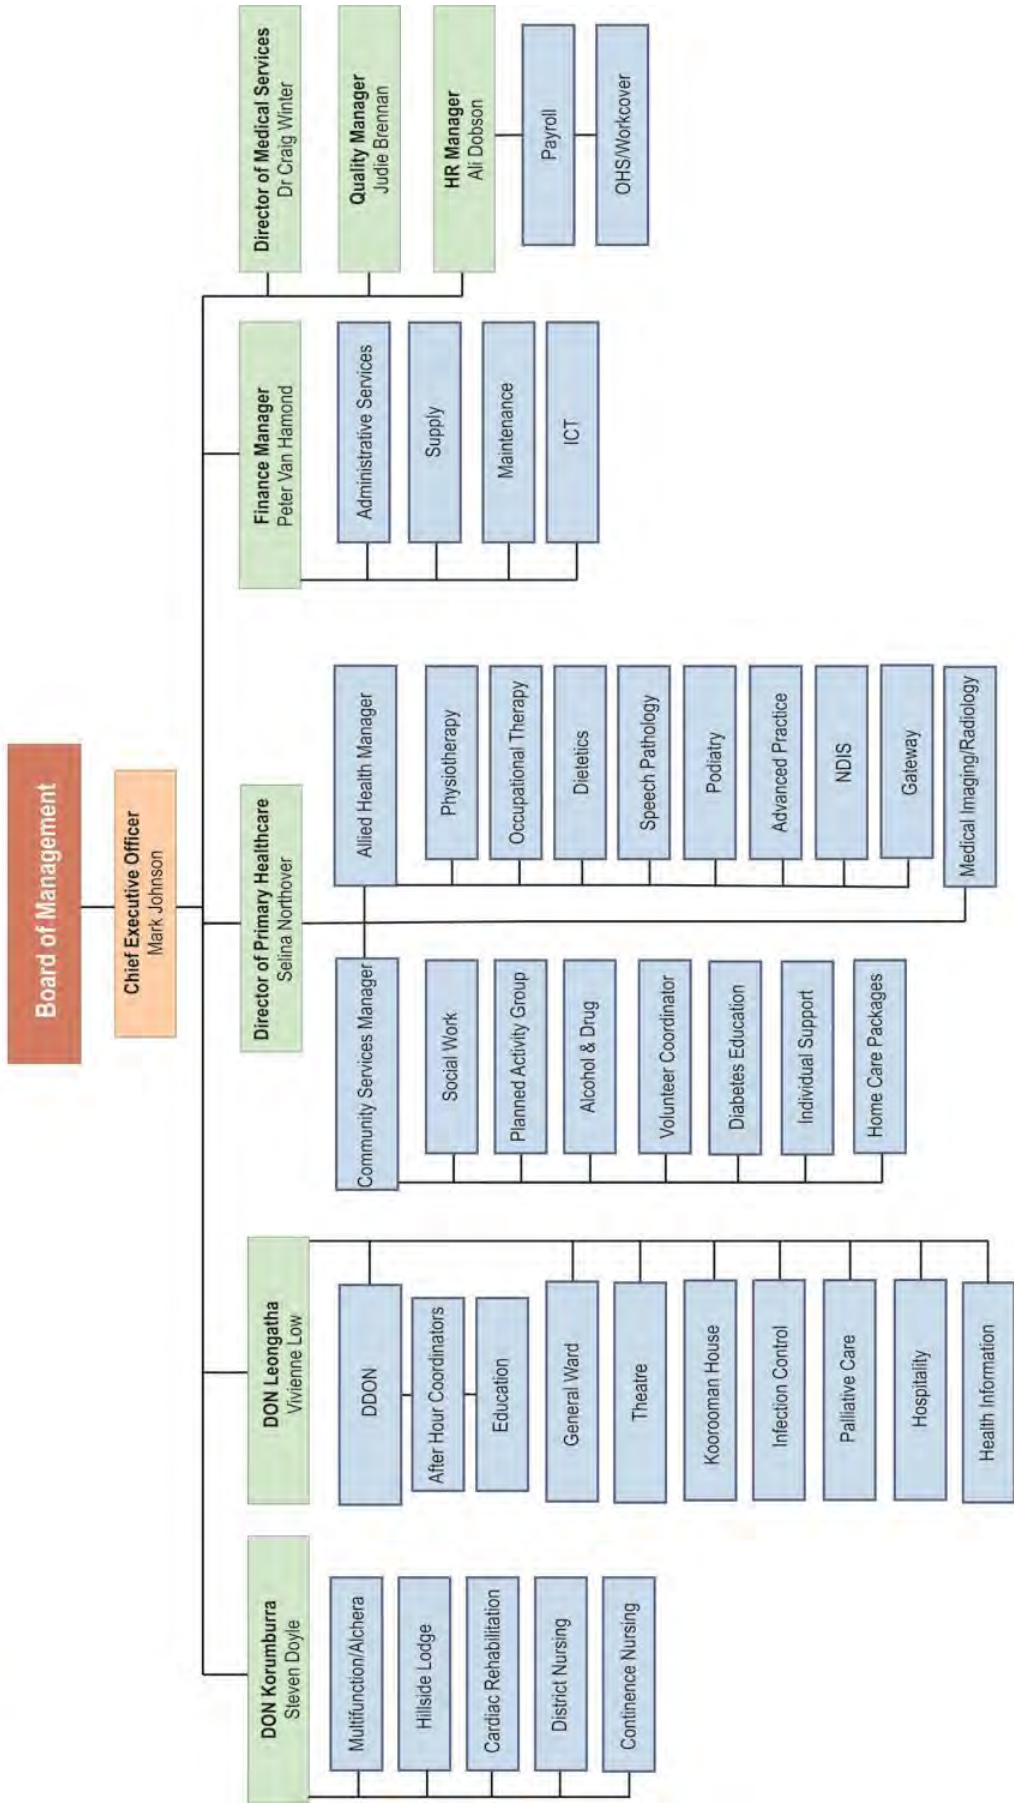 Board of Management
Chief Executive Officer
Mark Johnson
DON Korumburra
Steven Doyle
Multifunction/Alchera
Hillside Lodge
Cardiac Rehabilitation
District Nursing
Continence Nursing
DON Leongatha
Vivienne Low
DDON
After Hour Coordinators
Education
General Ward
Theatre
Koorooman House
Infection Control
Palliative Care
Hospitality
Health Information
Director of Primary Healthcare
Selina Northover
Community Services Manager
Social Work
Planned Activity Group
Alcohol & Drug
Volunteer Coordinator
Diabetes Education
Individual Support
Home Care Packages
Allied Health Manager
Physiotherapy
Occupational Therapy
Dietetics
Speech Pathology
Podiatry
Advanced Practice
NDIS
Gateway
Medical Imaging/Radiology
Finance Manager
Peter Van Hamond
Administrative Services
Supply
Maintenance
ICT
Director of Medical Services
Dr Craig Winter
Quality Manager
Judie Brennan
HR Manager
Ali Dobson
Payroll
OHS/Workcover